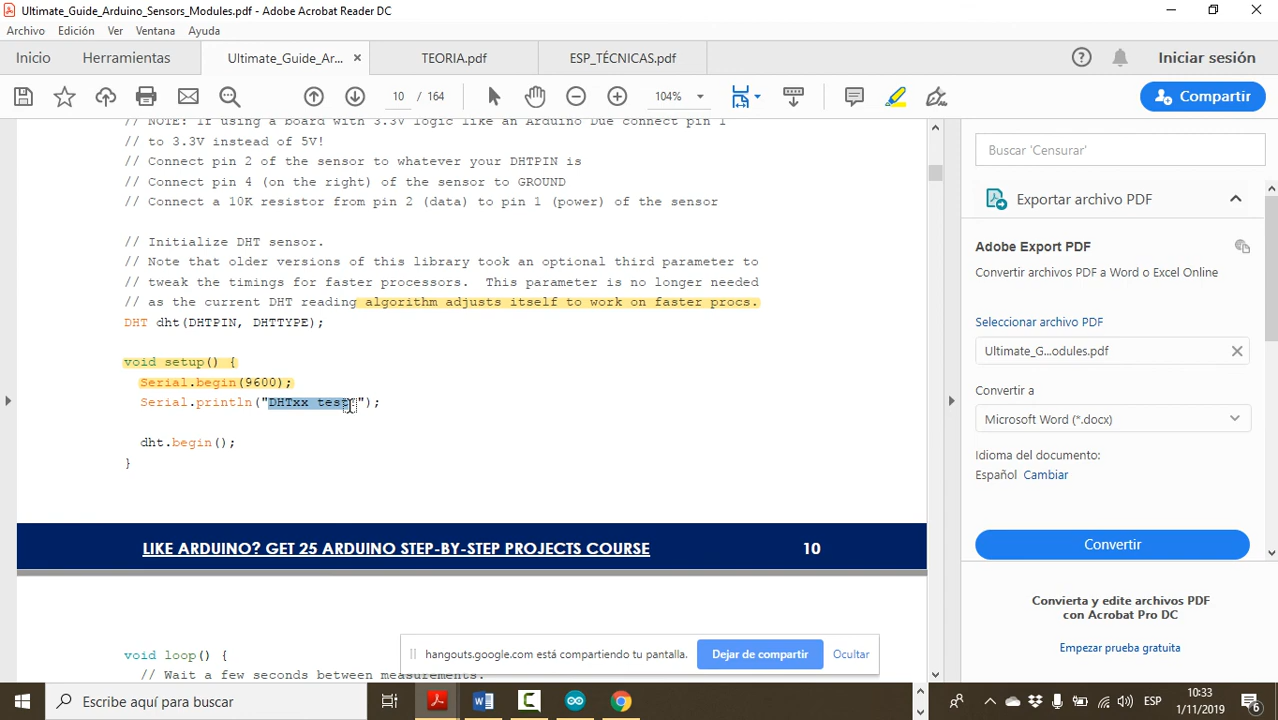 Ultimate_Guide_Arduino_Sensors_Modules.pdf - Adobe Acrobat Reader DC
Archivo Edición Ver Ventana Ayuda
Inicio Herramientas Ultimate_Guide_Ar... TEORIA.pdf ESP_TÉCNICAS.pdf Iniciar sesión
10 / 164 104% Compartir
// NOTE: If using a board with 3.3V logic like an Arduino Due connect pin 1
// to 3.3V instead of 5V!
// Connect pin 2 of the sensor to whatever your DHTPIN is
// Connect pin 4 (on the right) of the sensor to GROUND
// Connect a 10K resistor from pin 2 (data) to pin 1 (power) of the sensor
// Initialize DHT sensor.
// Note that older versions of this library took an optional third parameter to
// tweak the timings for faster processors.  This parameter is no longer needed
// as the current DHT reading algorithm adjusts itself to work on faster procs.
DHT dht(DHTPIN, DHTTYPE);
void setup() {
Serial.begin(9600);
Serial.println("DHTxx test!");
dht.begin();
}
LIKE ARDUINO? GET 25 ARDUINO STEP-BY-STEP PROJECTS COURSE 10
void loop() {
// Wait a few seconds between measurements.
Buscar 'Censurar'
Exportar archivo PDF
Adobe Export PDF
Convertir archivos PDF a Word o Excel Online
Seleccionar archivo PDF
Ultimate_G...odules.pdf
Convertir a
Microsoft Word (*.docx)
Idioma del documento:
Español Cambiar
Convertir
Convierta y edite archivos PDF
con Acrobat Pro DC
Empezar prueba gratuita
hangouts.google.com está compartiendo tu pantalla. Dejar de compartir Ocultar
Escribe aquí para buscar
ESP
10:33
1/11/2019
6